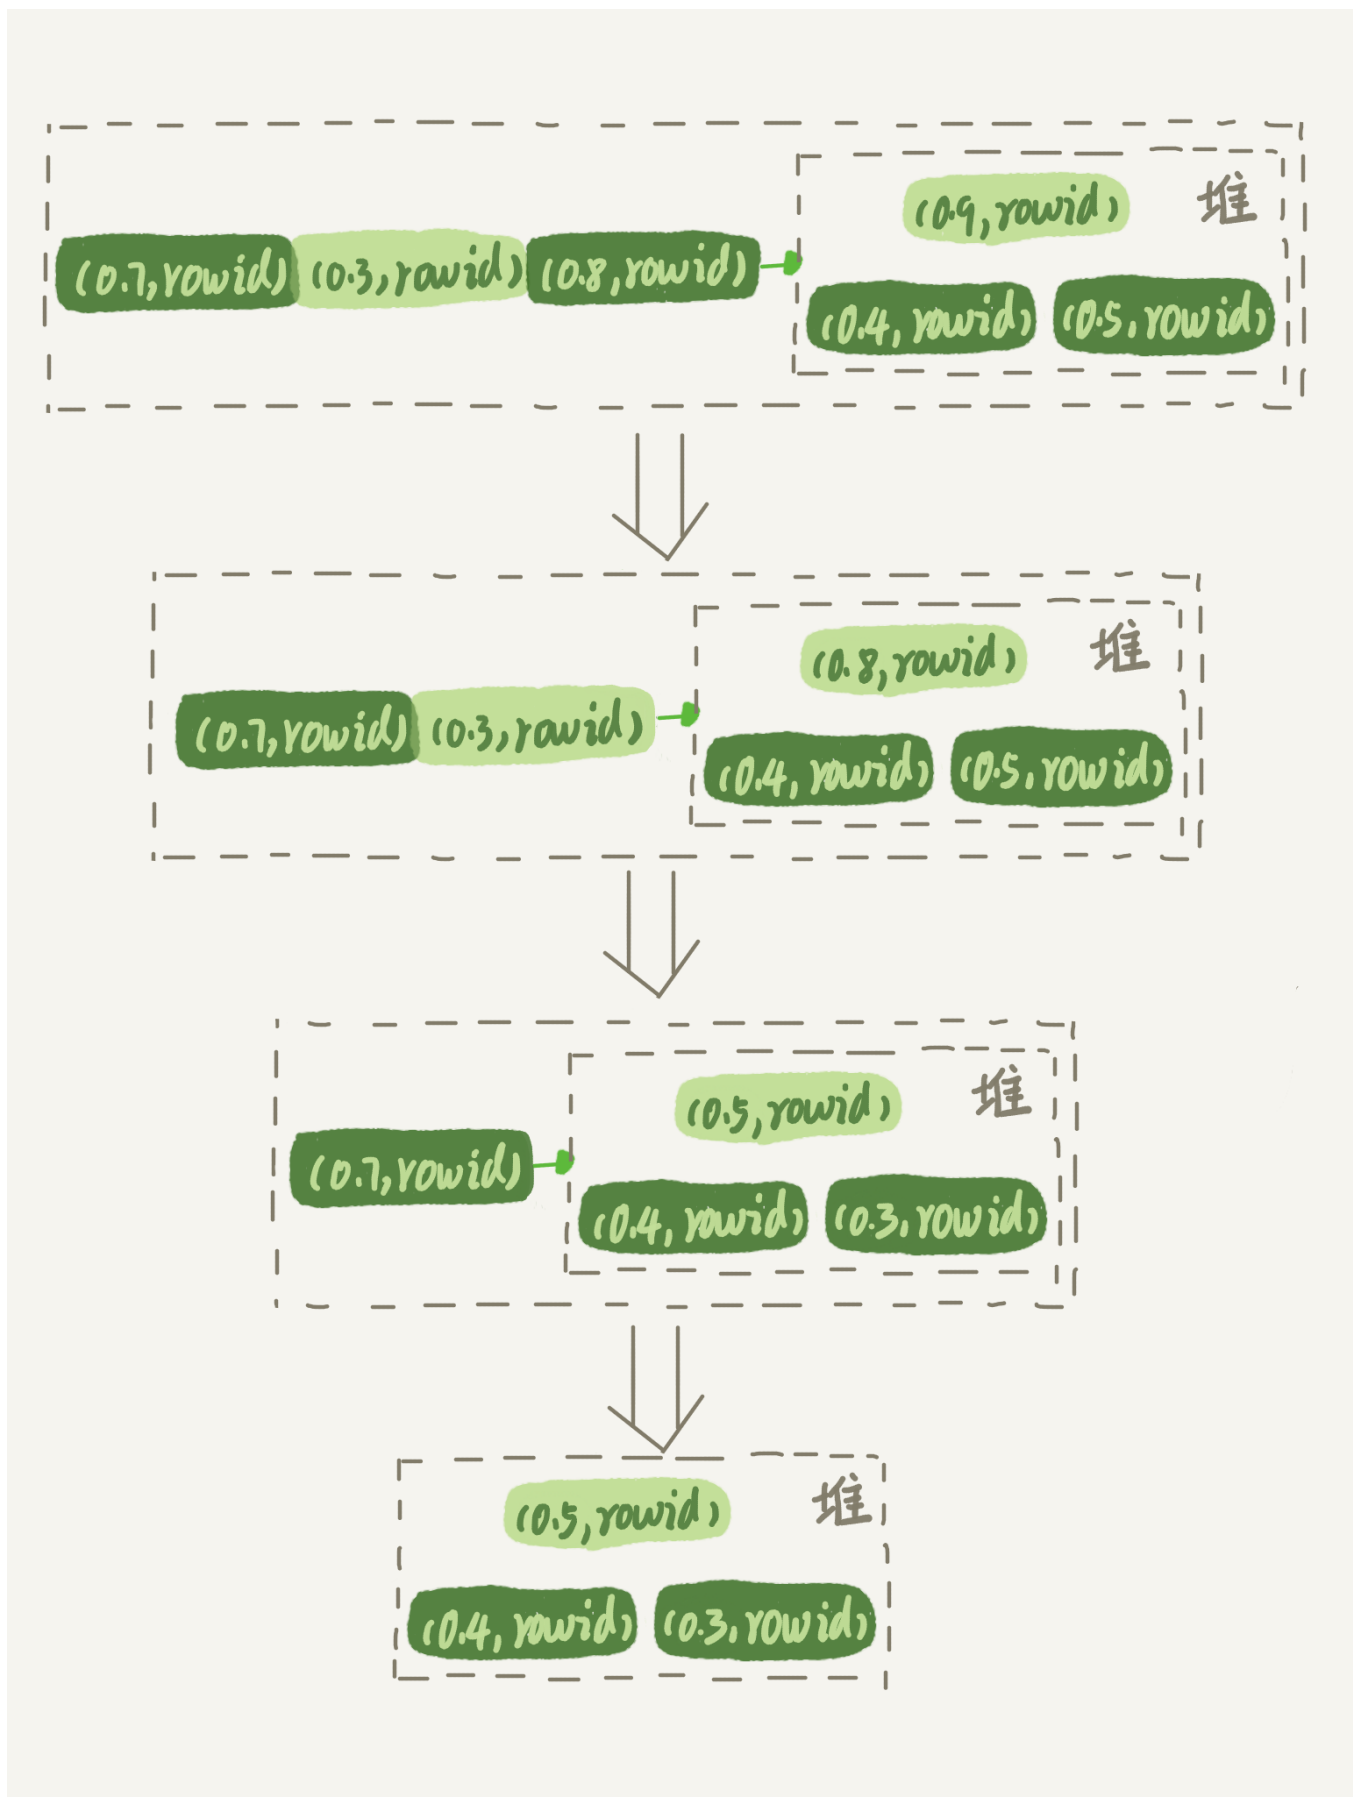 (0.9,rowid) 堆
(0.7,rowid) (0.3,rowid) (0.8,rowid)
(0.4,rowid) (0.5,rowid)
(0.8,rowid) 堆
(0.7,rowid) (0.3,rowid)
(0.4,rowid) (0.5,rowid)
(0.5,rowid) 堆
(0.7,rowid)
(0.4,rowid) (0.3,rowid)
(0.5,rowid) 堆
(0.4,rowid) (0.3,rowid)